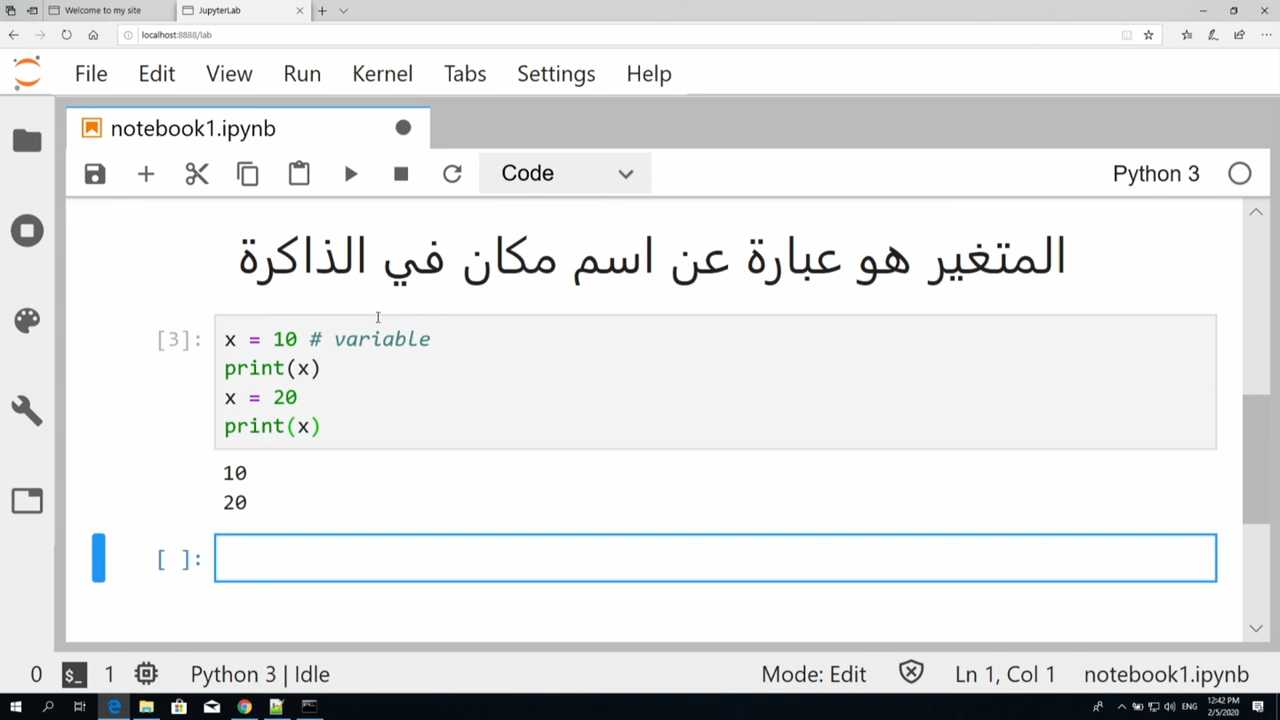 Welcome to my site
JupyterLab
localhost:8888/lab
File Edit View Run Kernel Tabs Settings Help
notebook1.ipynb
Code
Python 3
المتغير هو عبارة عن اسم مكان في الذاكرة
[3]:
x = 10 # variable
print(x)
x = 20
print(x)
10
20
[ ]:
0 $_ 1 Python 3 | Idle Mode: Edit Ln 1, Col 1 notebook1.ipynb
ENG
12:42 PM
2/5/2020